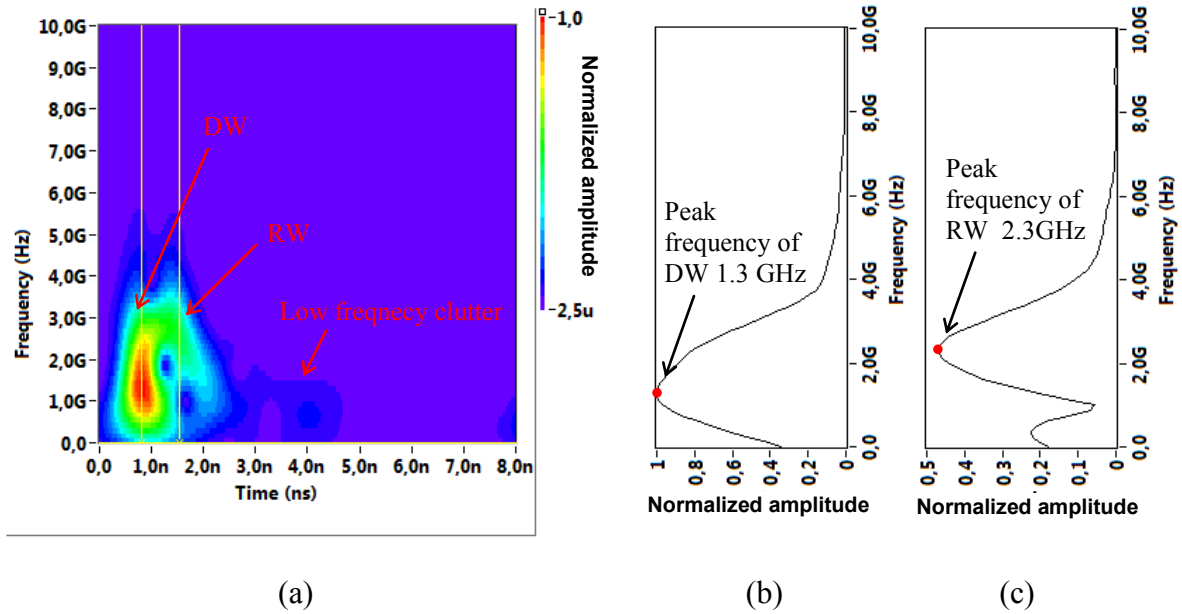 10,0G
9,0G
8,0G
7,0G
6,0G
5,0G
4,0G
3,0G
2,0G
1,0G
0,0
Frequency (Hz)
0,0
1,0n
2,0n
3,0n
4,0n
5,0n
6,0n
7,0n
8,0n
Time (ns)
DW
RW
Low freqnecy clutter
1,0
2,5u
Normalized amplitude
(a)
Peak
frequency of
DW 1.3 GHz
10,0G
8,0G
6,0G
4,0G
2,0G
0,0
Frequency (Hz)
1
0,8
0,6
0,4
0,2
0
Normalized amplitude
(b)
Peak
frequency of
RW 2.3GHz
10,0G
8,0G
6,0G
4,0G
2,0G
0,0
Frequency (Hz)
0,5
0,4
0,3
0,2
0,1
0
Normalized amplitude
(c)